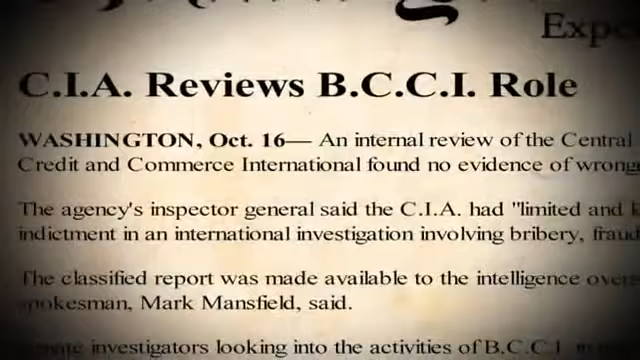 Expo
C.I.A. Reviews B.C.C.I. Role
WASHINGTON, Oct. 16— An internal review of the Central
Credit and Commerce International found no evidence of wrong
The agency's inspector general said the C.I.A. had "limited and
indictment in an international investigation involving bribery, fraud
The classified report was made available to the intelligence
spokesman, Mark Mansfield, said.
investigators looking into the activities of B.C.C.I.